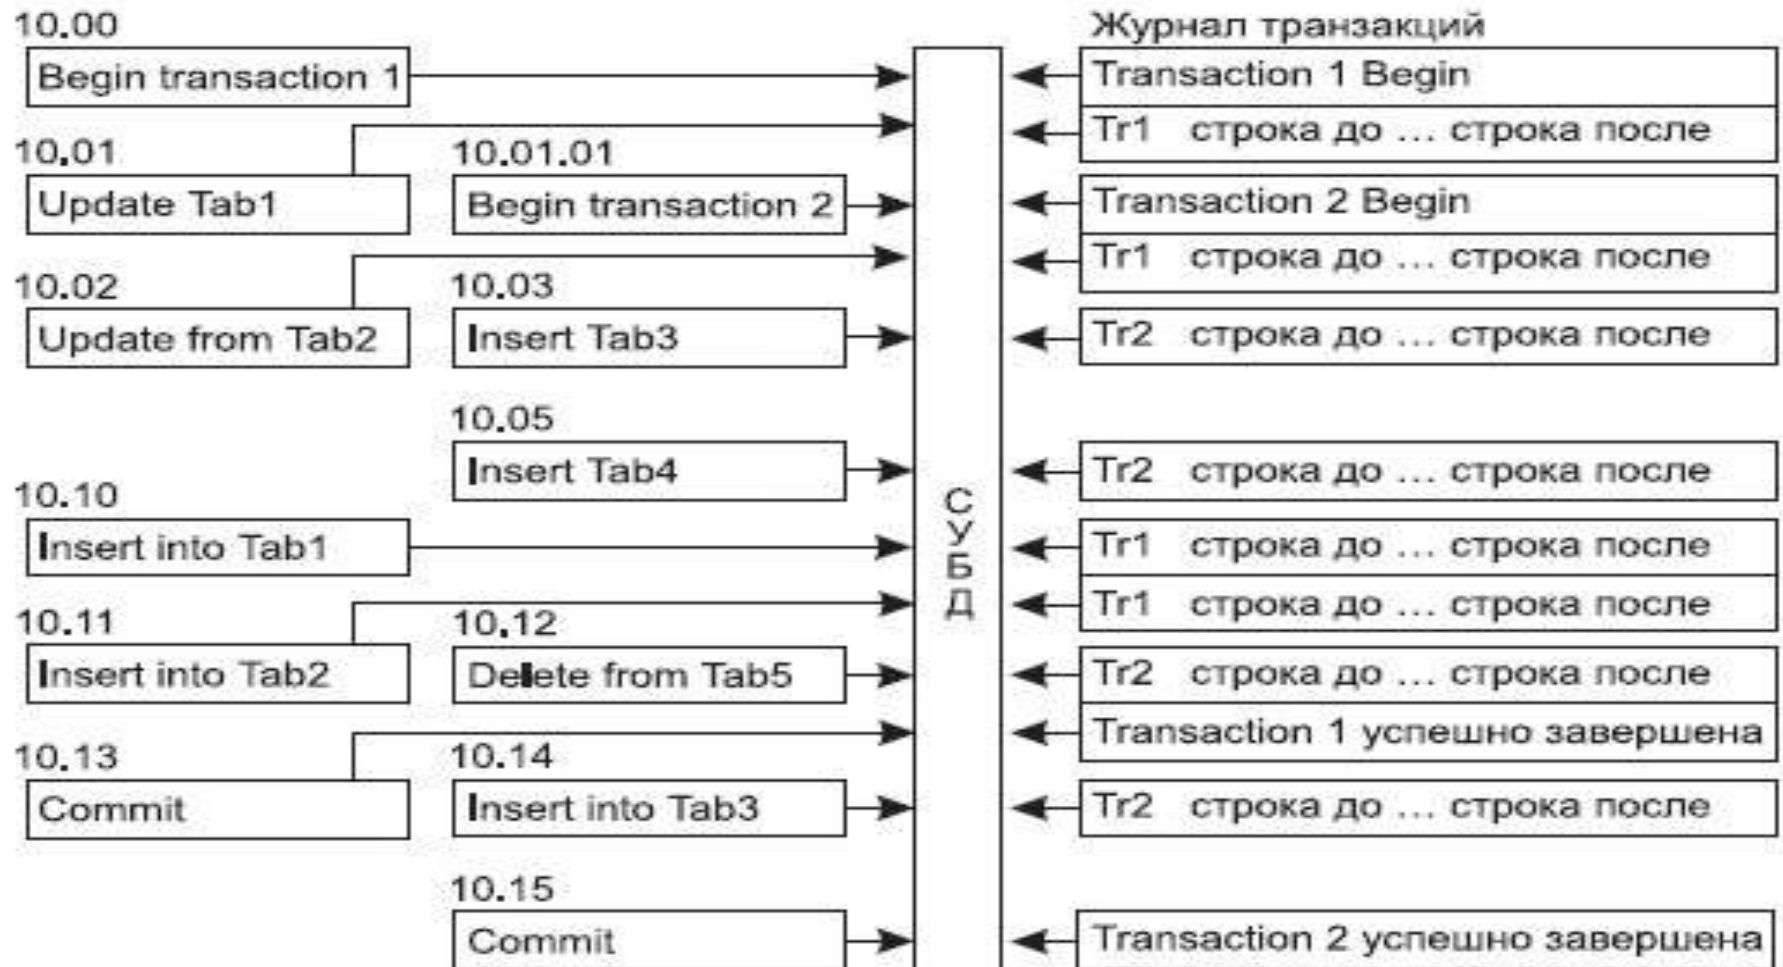 10.00
Журнал транзакций
Begin transaction 1
Transaction 1 Begin
Tr1 строка до ... строка после
10.01
10.01.01
Update Tab1
Begin transaction 2
Transaction 2 Begin
Tr1 строка до ... строка после
10.02
10.03
Update from Tab2
Insert Tab3
Tr2 строка до ... строка после
10.05
Insert Tab4
Tr2 строка до ... строка после
10.10
Insert into Tab1
СУБД
Tr1 строка до ... строка после
Tr1 строка до ... строка после
10.11
10.12
Insert into Tab2
Delete from Tab5
Tr2 строка до ... строка после
Transaction 1 успешно завершена
10.13
10.14
Commit
Insert into Tab3
Tr2 строка до ... строка после
10.15
Commit
Transaction 2 успешно завершена